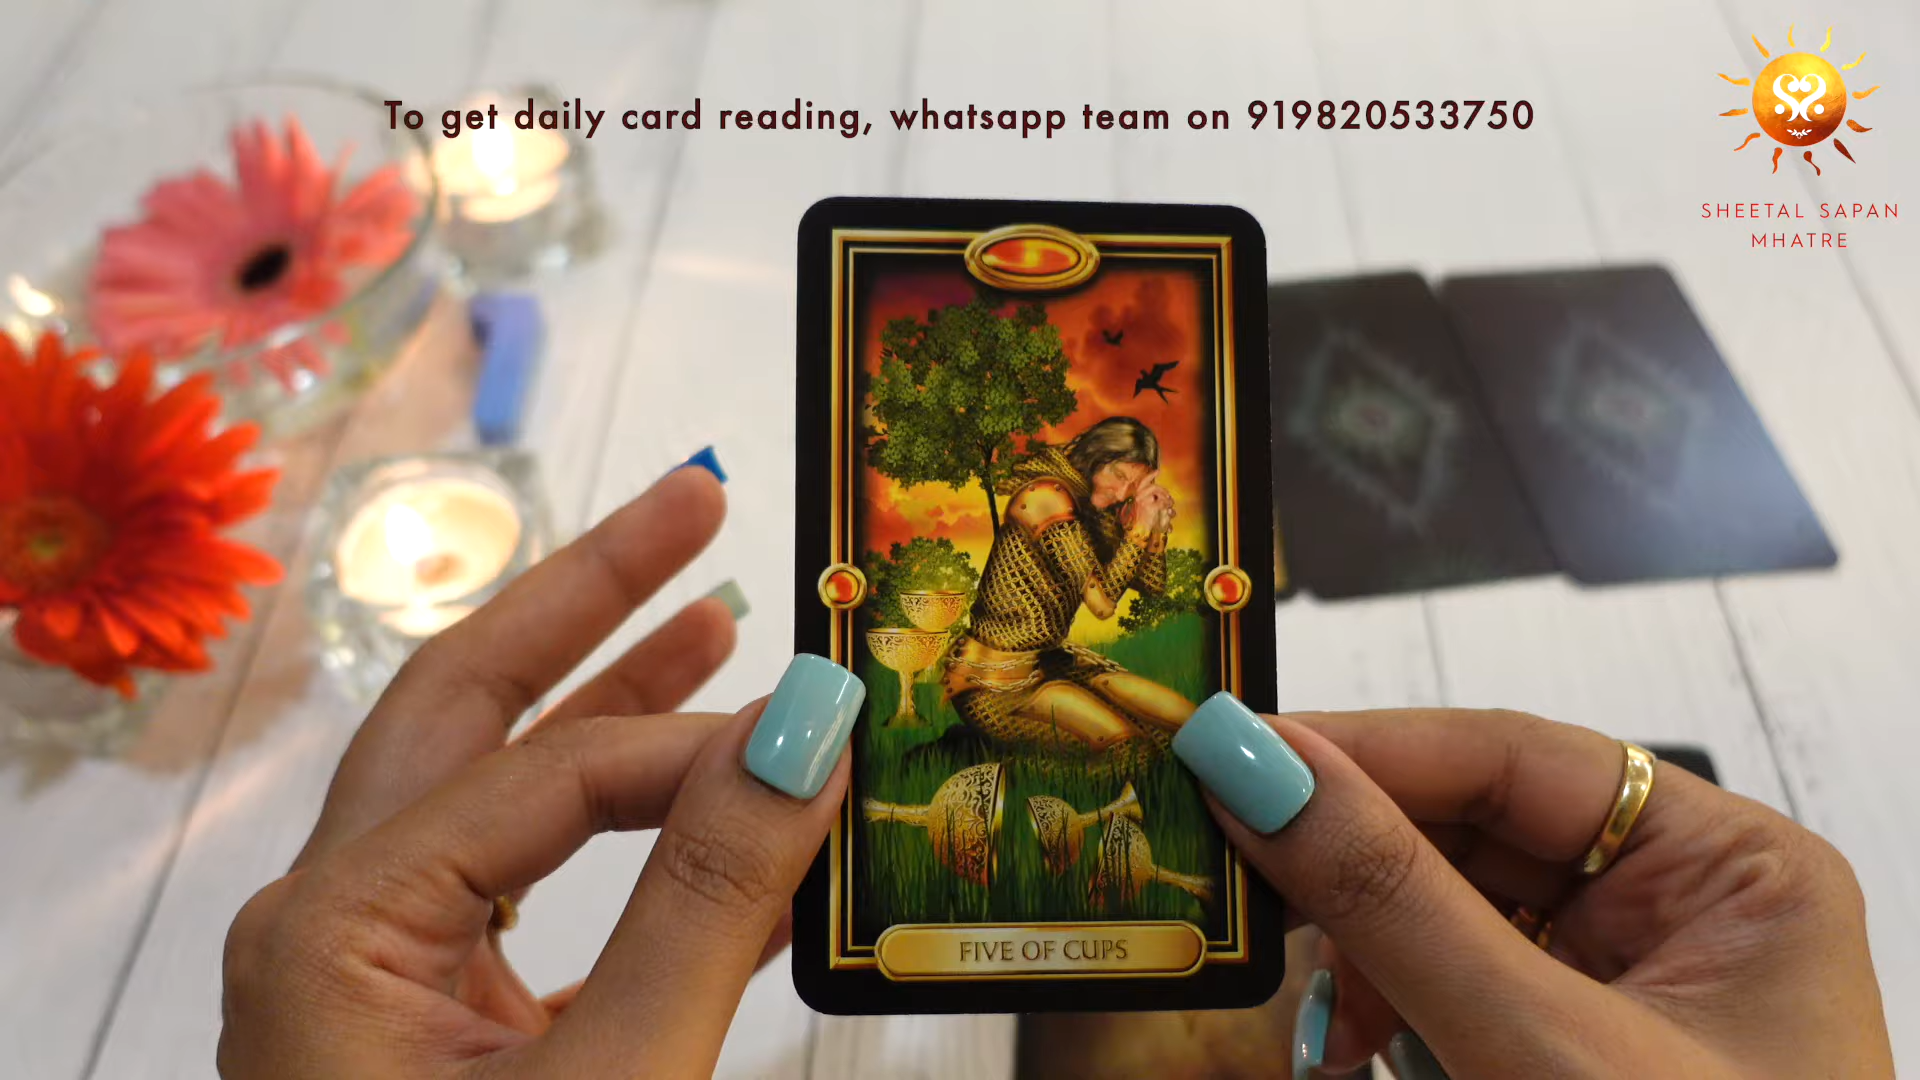 To get daily card reading, whatsapp team on 919820533750
SHEETAL SAPAN
MHATRE
FIVE OF CUPS